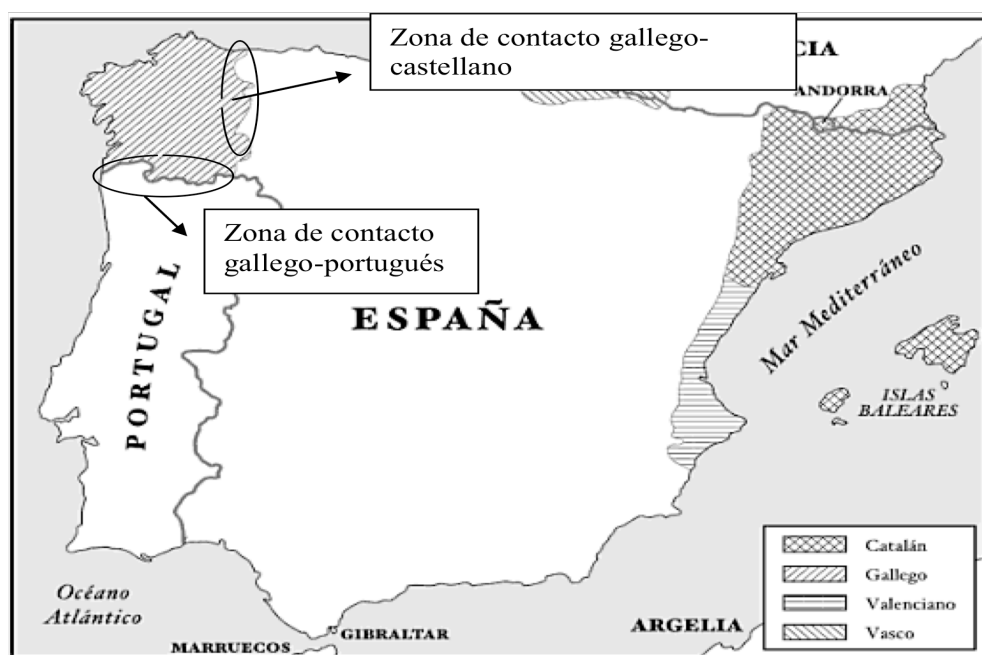 Zona de contacto gallego-
castellano
CIA
ANDORRA
Zona de contacto
gallego-portugués
PORTUGAL
ESPAÑA
Mar Mediterráneo
ISLAS
BALEARES
Océano
Atlántico
MARRUECOS
GIBRALTAR
ARGELIA
Catalán
Gallego
Valenciano
Vasco